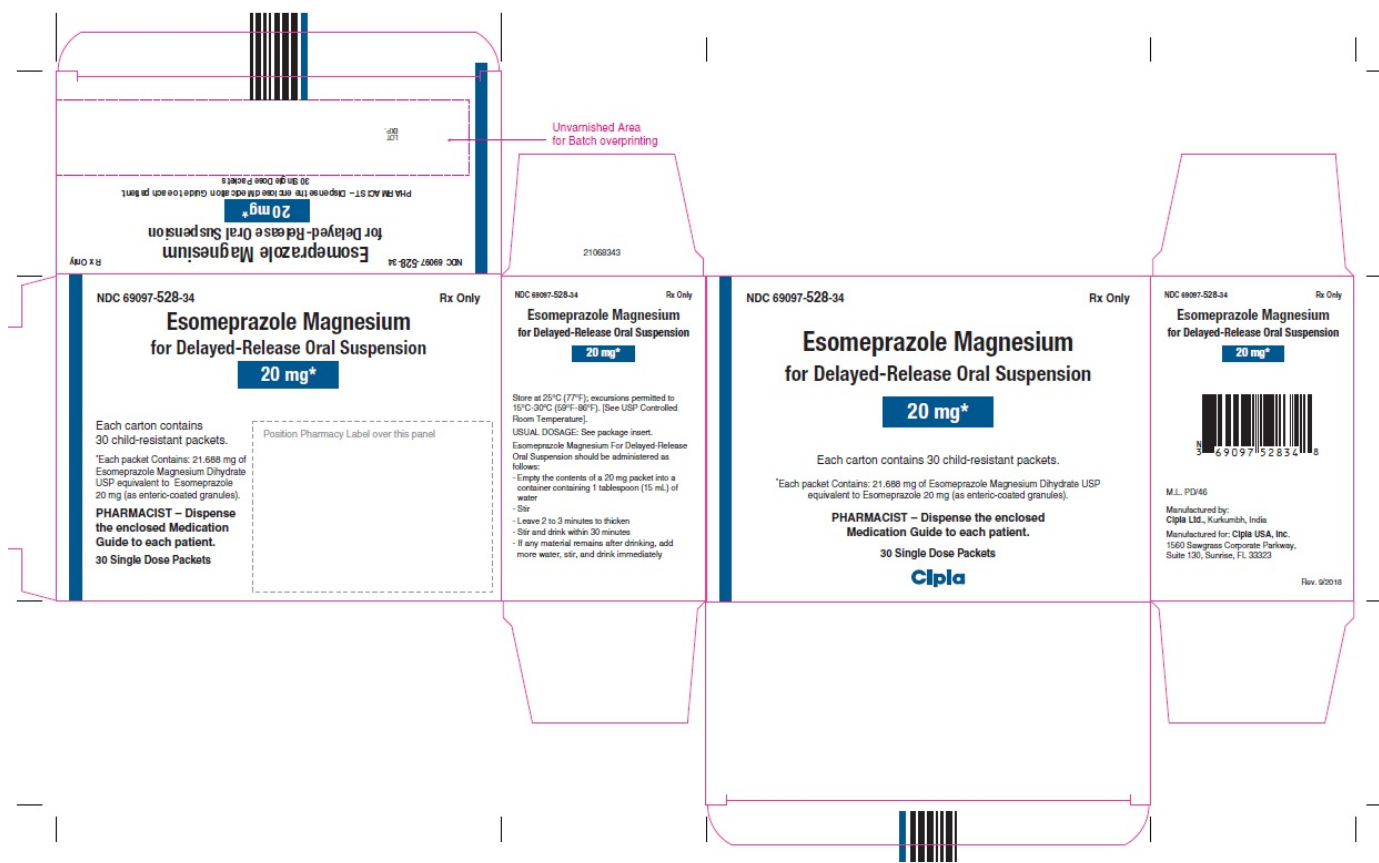 LOT
EXP.
Unvarnished Area
for Batch overprinting
30 Single Dose Packets
PHARMACIST – Dispense the enclosed Medication Guide to each patient
20 mg*
for Delayed-Release Oral Suspension
Esomeprazole Magnesium
NDC 69097-528-34 Rx Only
21068343
NDC 69097-528-34 Rx Only
Esomeprazole Magnesium
for Delayed-Release Oral Suspension
20 mg*
Each carton contains
30 child-resistant packets.
*Each packet Contains: 21.688 mg of
Esomeprazole Magnesium Dihydrate
USP equivalent to Esomeprazole
20 mg (as enteric-coated granules).
PHARMACIST – Dispense
the enclosed Medication
Guide to each patient.
30 Single Dose Packets
Position Pharmacy Label over this panel
NDC 69097-528-34 Rx Only
Esomeprazole Magnesium
for Delayed-Release Oral Suspension
20 mg*
Store at 25°C (77°F); excursions permitted to
15°C-30°C (59°F-86°F). [See USP Controlled
Room Temperature].
USUAL DOSAGE: See package insert.
Esomeprazole Magnesium For Delayed-Release
Oral Suspension should be administered as
follows:
- Empty the contents of a 20 mg packet into a
container containing 1 tablespoon (15 mL) of
water
- Stir
- Leave 2 to 3 minutes to thicken
- Stir and drink within 30 minutes
- If any material remains after drinking, add
more water, stir, and drink immediately
NDC 69097-528-34 Rx Only
Esomeprazole Magnesium
for Delayed-Release Oral Suspension
20 mg*
Each carton contains 30 child-resistant packets.
*Each packet Contains: 21.688 mg of Esomeprazole Magnesium Dihydrate USP
equivalent to Esomeprazole 20 mg (as enteric-coated granules).
PHARMACIST – Dispense the enclosed
Medication Guide to each patient.
30 Single Dose Packets
Cipla
NDC 69097-528-34 Rx Only
Esomeprazole Magnesium
for Delayed-Release Oral Suspension
20 mg*
N
3 69097 52834 8
M.L. PD/46
Manufactured by:
Cipla Ltd., Kurkumbh, India
Manufactured for: Cipla USA, Inc.
1560 Sawgrass Corporate Parkway,
Suite 130, Sunrise, FL 33323
Rev. 9/2018